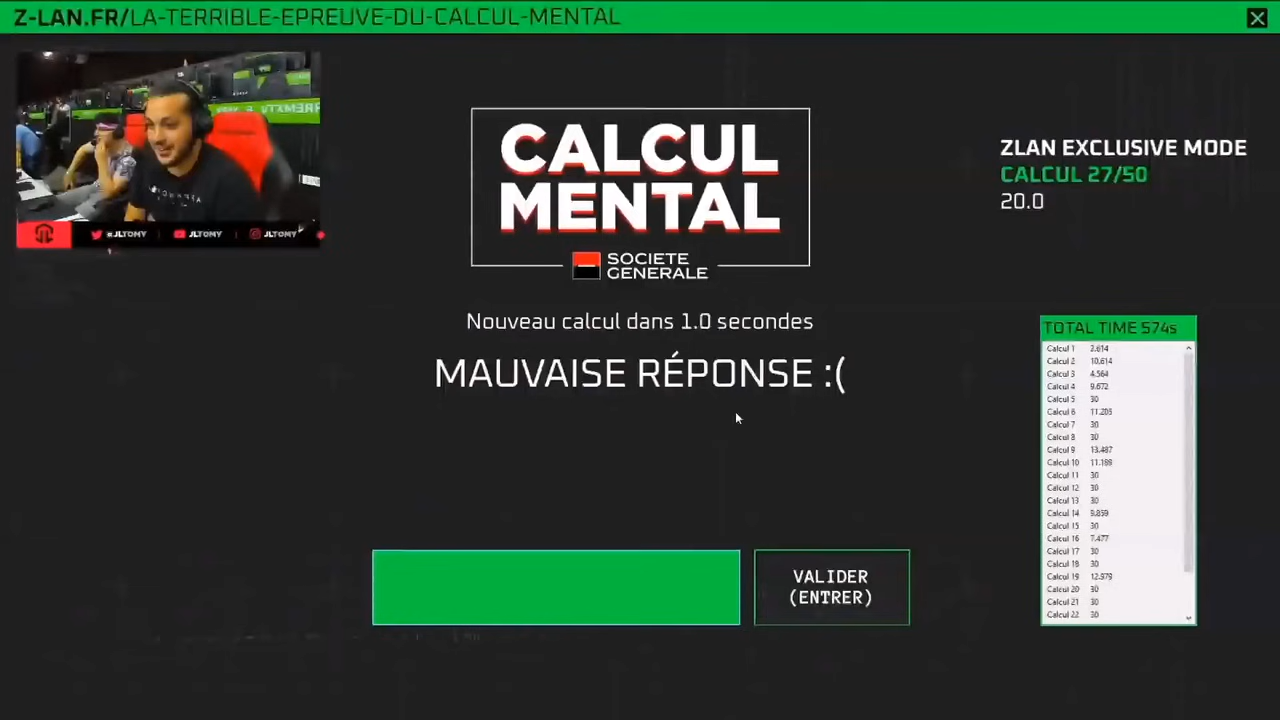 Z-LAN.FR/LA-TERRIBLE-EPREUVE-DU-CALCUL-MENTAL
@JLTOMY
JLTOMY
JLTOMY
CALCUL
MENTAL
SOCIETE
GENERALE
ZLAN EXCLUSIVE MODE
CALCUL 27/50
20.0
Nouveau calcul dans 1.0 secondes
MAUVAISE RÉPONSE :(
VALIDER
(ENTRER)
TOTAL TIME 574s
Calcul 1 2.614
Calcul 2 10.614
Calcul 3 4.564
Calcul 4 9.672
Calcul 5 30
Calcul 6 11.205
Calcul 7 30
Calcul 8 30
Calcul 9 13.487
Calcul 10 11.189
Calcul 11 30
Calcul 12 30
Calcul 13 30
Calcul 14 9.859
Calcul 15 30
Calcul 16 7.477
Calcul 17 30
Calcul 18 30
Calcul 19 12.979
Calcul 20 30
Calcul 21 30
Calcul 22 30